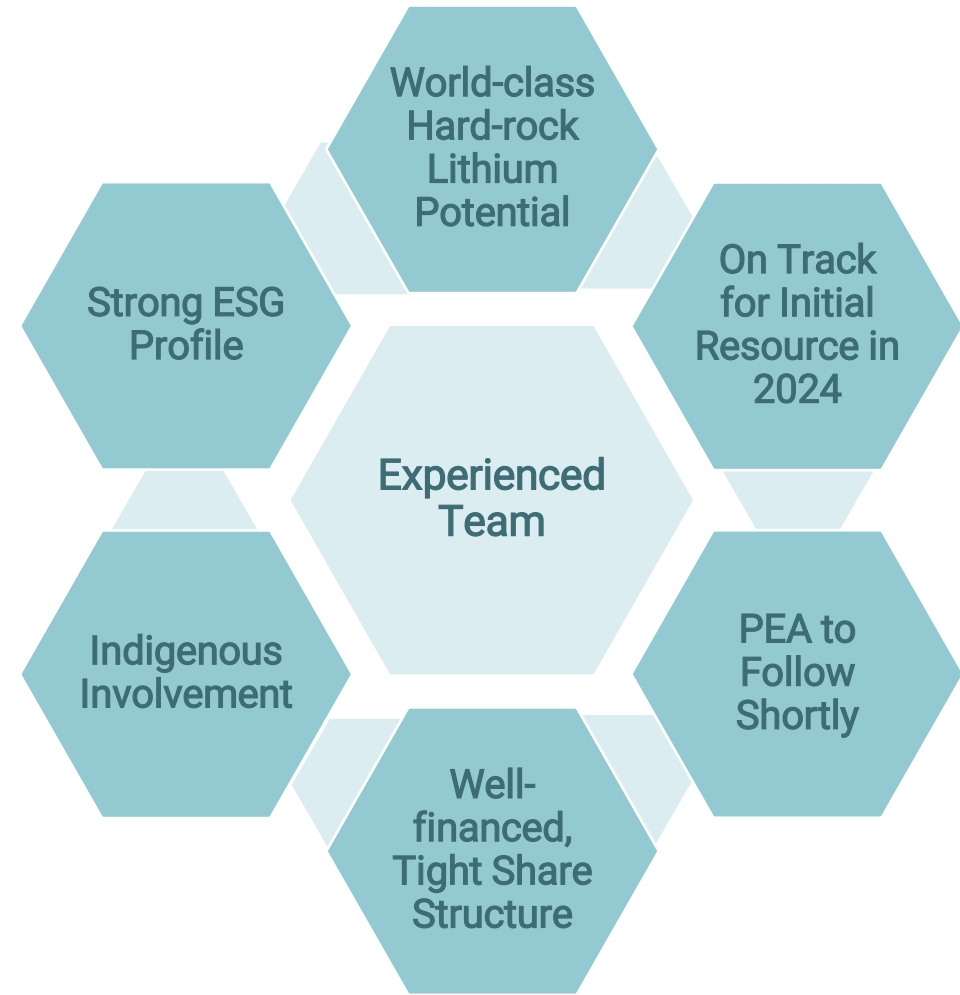 World-class
Hard-rock
Lithium
Potential
On Track
for Initial
Resource in
2024
Strong ESG
Profile
Experienced
Team
PEA to
Follow
Shortly
Indigenous
Involvement
Well-
financed,
Tight Share
Structure